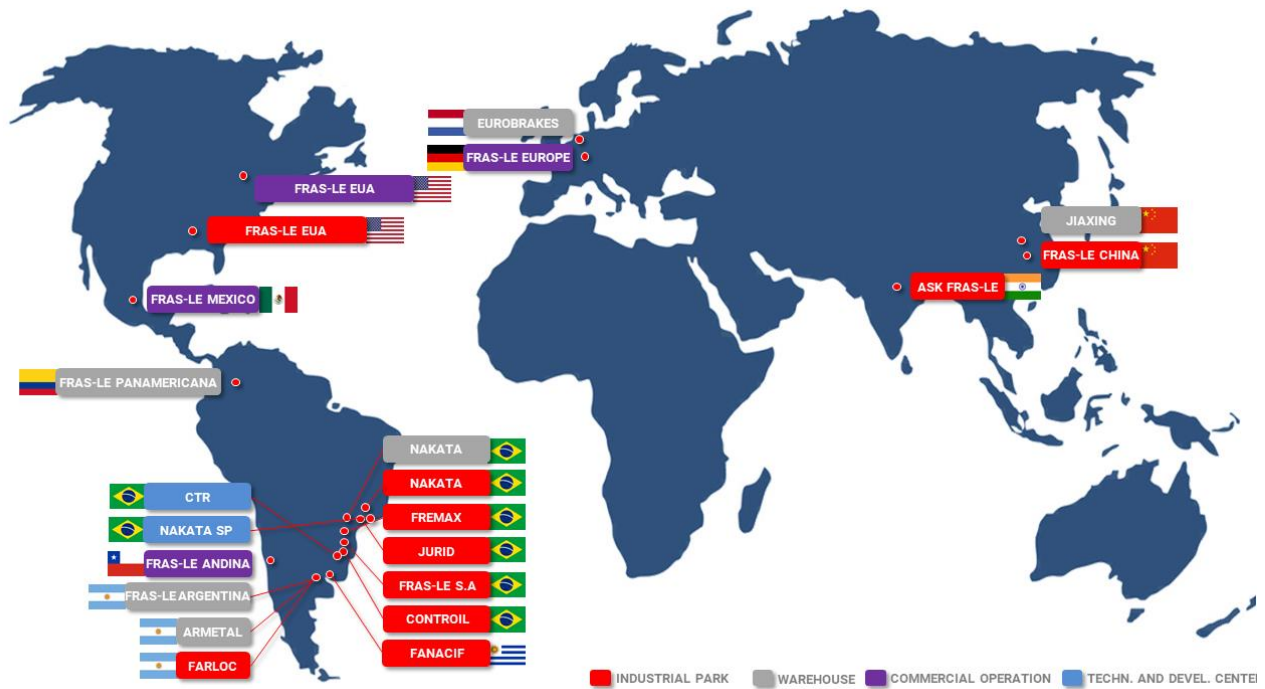 EUROBRAKES
FRAS-LE EUROPE
FRAS-LE EUA
FRAS-LE EUA
JIAXING
FRAS-LE CHINA
ASK FRAS-LE
FRAS-LE MEXICO
FRAS-LE PANAMERICANA
NAKATA
NAKATA
FREMAX
JURID
FRAS-LE S.A
CONTROIL
FANACIF
CTR
NAKATA SP
FRAS-LE ANDINA
FRAS-LE ARGENTINA
ARMETAL
FARLOC
INDUSTRIAL PARK
WAREHOUSE
COMMERCIAL OPERATION
TECHN. AND DEVEL. CENTE